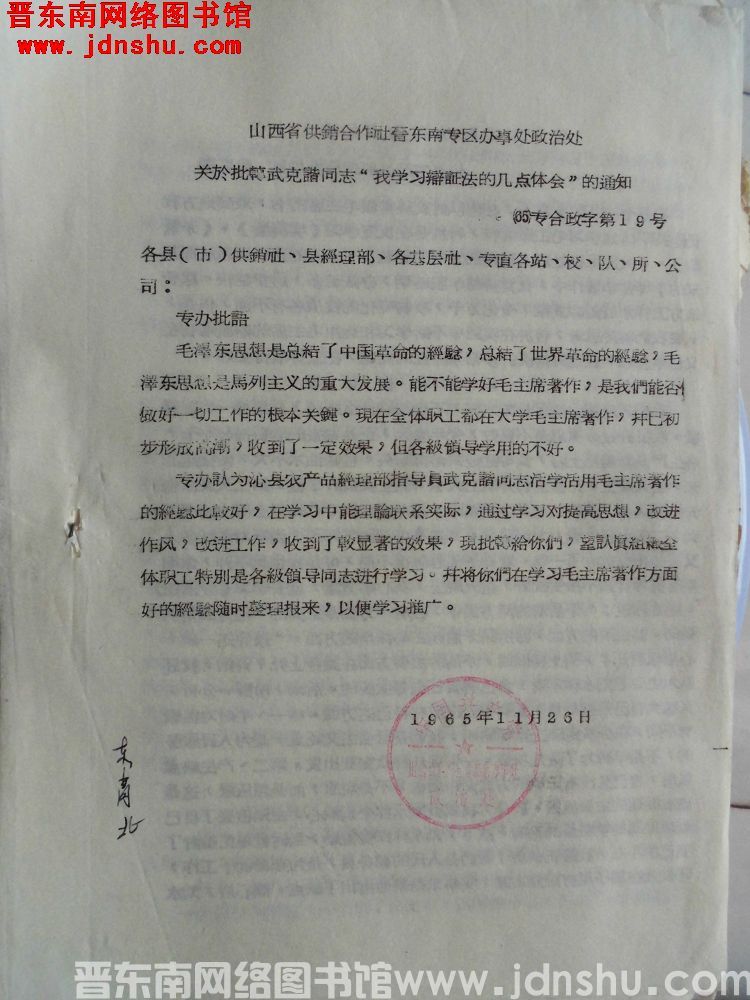 晋东南网络图书馆
www.jdnshu.com
山西省供銷合作社晋东南专区办事处政治处
关於批轉武克諧同志“我学习辯証法的几点体会”的通知
(65)专合政字第19号
各县(市)供銷社、县經理部、各基层社、专直各站、校、队、所、公
司:
专办批語
毛澤东思想是总結了中国革命的經驗,总結了世界革命的經驗,毛
澤东思想是馬列主义的重大发展。能不能学好毛主席著作,是我們能否
做好一切工作的根本关鍵。現在全体职工都在大学毛主席著作,幷已初
步形成高潮,收到了一定效果,但各級領导学用的不好。
专办認为沁县农产品經理部指导員武克諧同志活学活用毛主席著作
的經驗比較好,在学习中能理論联系实际,通过学习对提高思想,改进
作风,改进工作,收到了較显著的效果,現批轉給你們,望認眞組織全
体职工特別是各級領导同志进行学习。幷将你們在学习毛主席著作方面
好的經驗随时整理报来,以便学习推广。
1965年11月26日
晋东南网络图书馆www.jdnshu.com